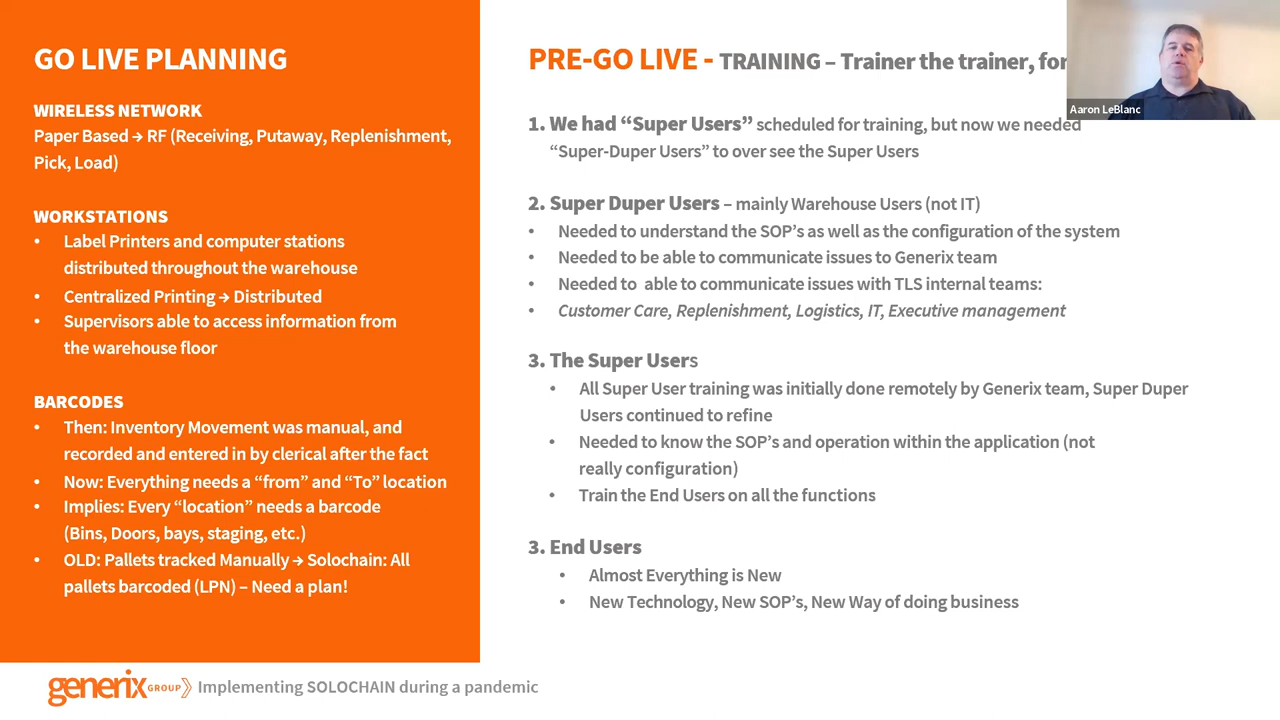 GO LIVE PLANNING
WIRELESS NETWORK
Paper Based → RF (Receiving, Putaway, Replenishment,
Pick, Load)
WORKSTATIONS
• Label Printers and computer stations
distributed throughout the warehouse
• Centralized Printing → Distributed
• Supervisors able to access information from
the warehouse floor
BARCODES
• Then: Inventory Movement was manual, and
recorded and entered in by clerical after the fact
• Now: Everything needs a “from” and “To” location
• Implies: Every “location” needs a barcode
(Bins, Doors, bays, staging, etc.)
• OLD: Pallets tracked Manually → Solochain: All
pallets barcoded (LPN) – Need a plan!
PRE-GO LIVE - TRAINING – Trainer the trainer, for
Aaron LeBlanc
1. We had “Super Users” scheduled for training, but now we needed
“Super-Duper Users” to over see the Super Users
2. Super Duper Users – mainly Warehouse Users (not IT)
• Needed to understand the SOP’s as well as the configuration of the system
• Needed to be able to communicate issues to Generix team
• Needed to able to communicate issues with TLS internal teams:
• Customer Care, Replenishment, Logistics, IT, Executive management
3. The Super Users
• All Super User training was initially done remotely by Generix team, Super Duper
Users continued to refine
• Needed to know the SOP’s and operation within the application (not
really configuration)
• Train the End Users on all the functions
3. End Users
• Almost Everything is New
• New Technology, New SOP’s, New Way of doing business
generix GROUP Implementing SOLOCHAIN during a pandemic